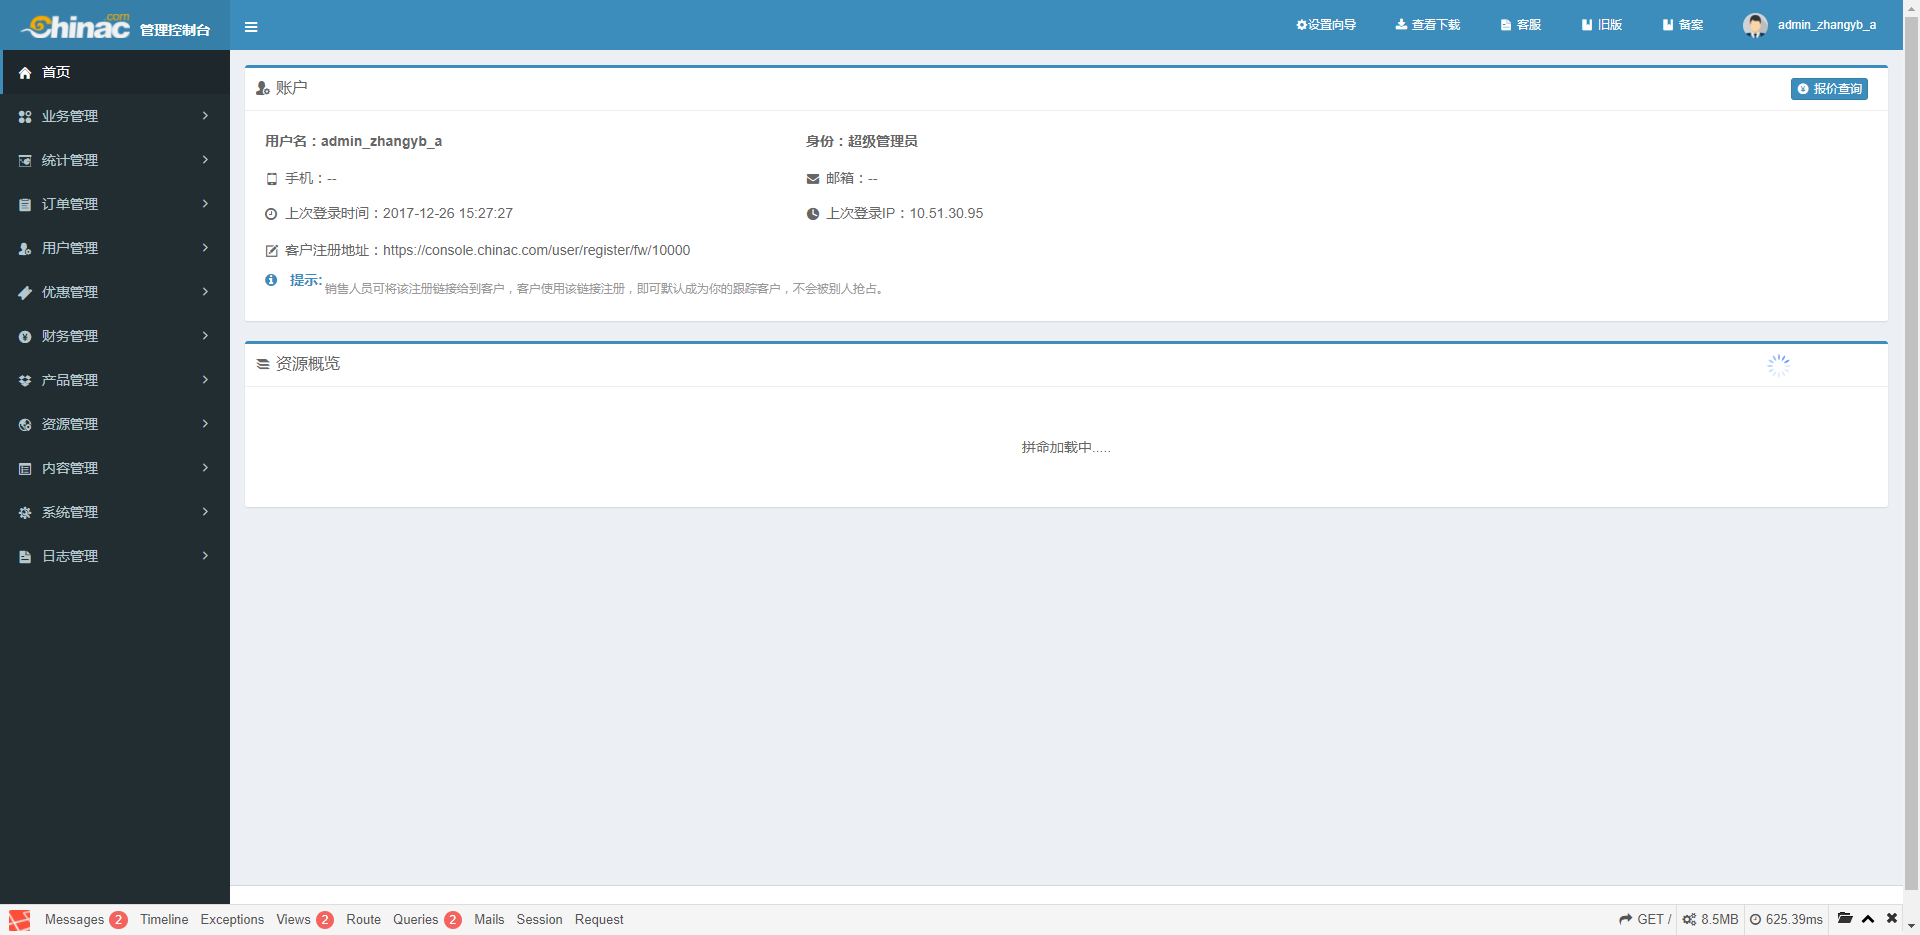 Chinac.com 管理控制台
设置向导 查看下载 客服 旧版 备案 admin_zhangyb_a
首页
业务管理
统计管理
订单管理
用户管理
优惠管理
财务管理
产品管理
资源管理
内容管理
系统管理
日志管理
账户 报价查询
用户名：admin_zhangyb_a 身份：超级管理员
手机：-- 邮箱：--
上次登录时间：2017-12-26 15:27:27 上次登录IP：10.51.30.95
客户注册地址：https://console.chinac.com/user/register/fw/10000
提示: 销售人员可将该注册链接给到客户，客户使用该链接注册，即可默认成为你的跟踪客户，不会被别人抢占。
资源概览
拼命加载中.....
Messages 2 Timeline Exceptions Views 2 Route Queries 2 Mails Session Request GET / 8.5MB 625.39ms